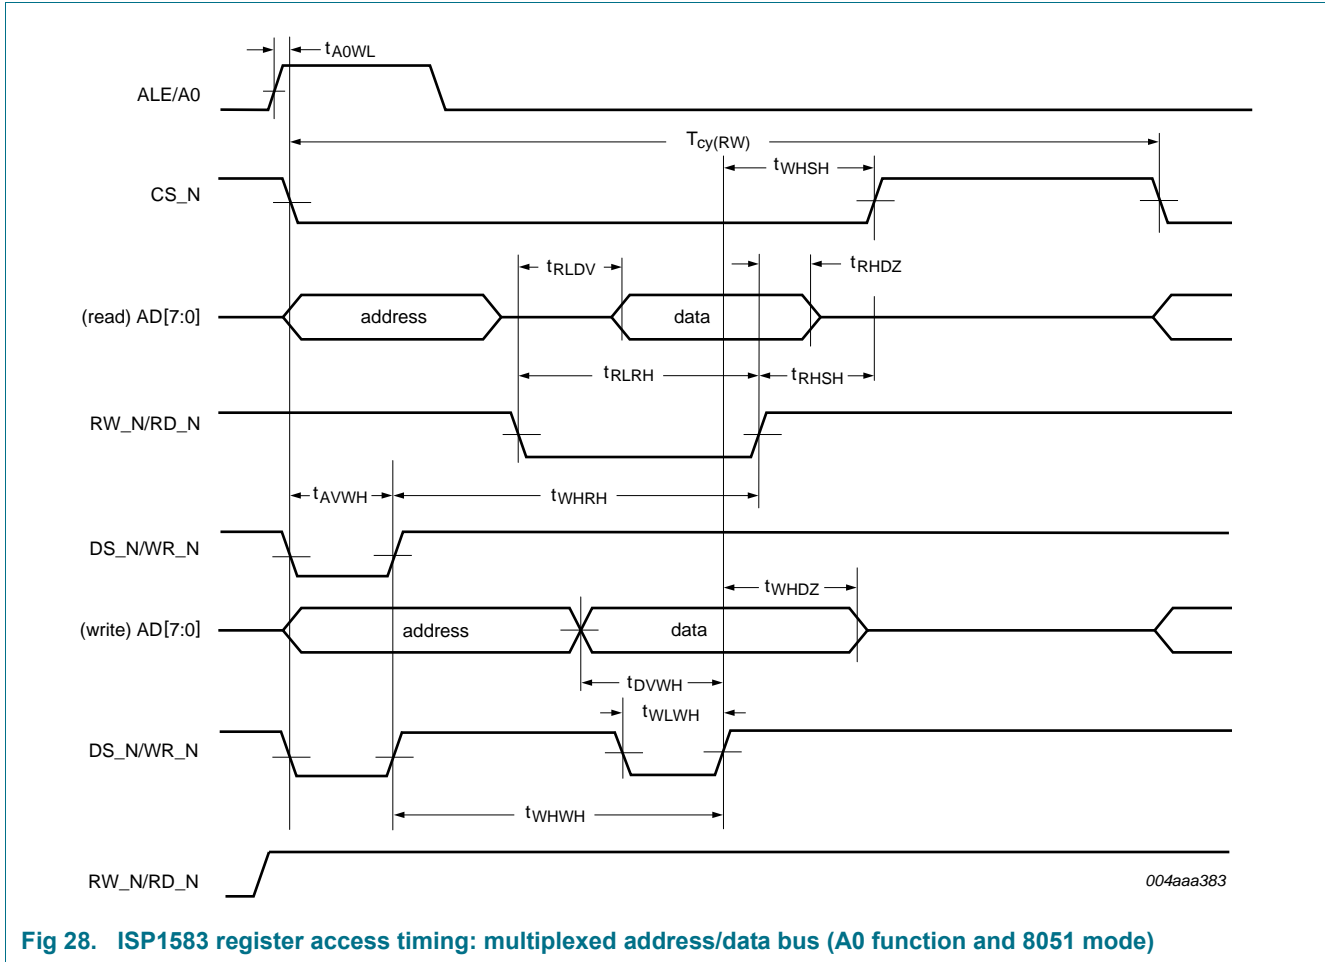 tA0WL
ALE/A0
Tcy(RW)
tWHSH
CS_N
tRLDV
tRHDZ
(read) AD[7:0]
address
data
tRLRH
tRHSH
RW_N/RD_N
tAVWH
tWHRH
DS_N/WR_N
tWHDZ
(write) AD[7:0]
address
data
tDVWH
tWLWH
DS_N/WR_N
tWHWH
RW_N/RD_N
004aaa383
Fig 28. ISP1583 register access timing: multiplexed address/data bus (A0 function and 8051 mode)